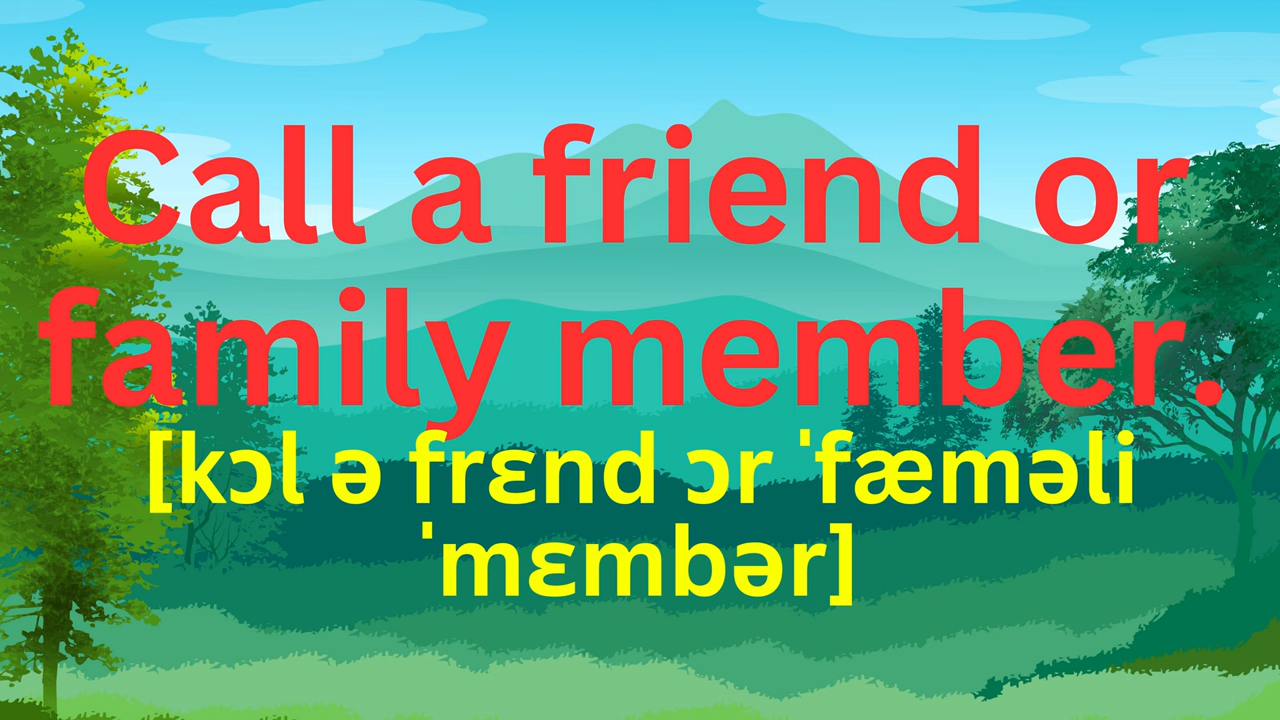 Call a friend or
family member.
[kɔl ə frɛnd ɔr ˈfæməli
ˈmɛmbər]